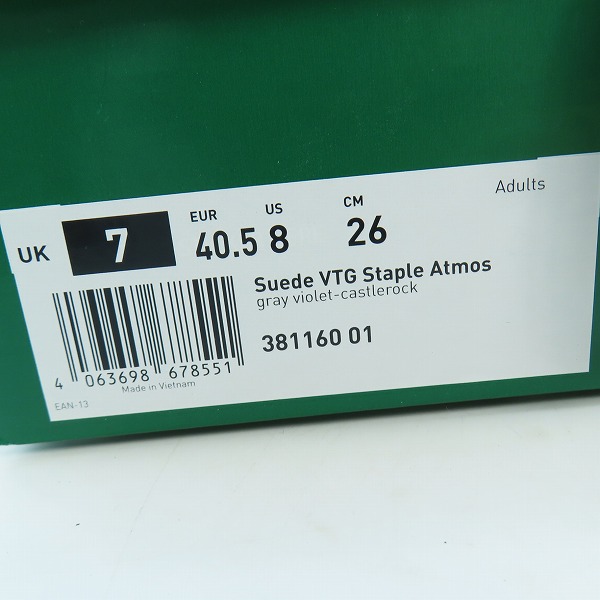 Adults
UK 7 EUR 40.5 US 8 CM 26
Suede VTG Staple Atmos
gray violet-castlerock
381160 01
4 063698 678551
Made in Vietnam
EAN-13